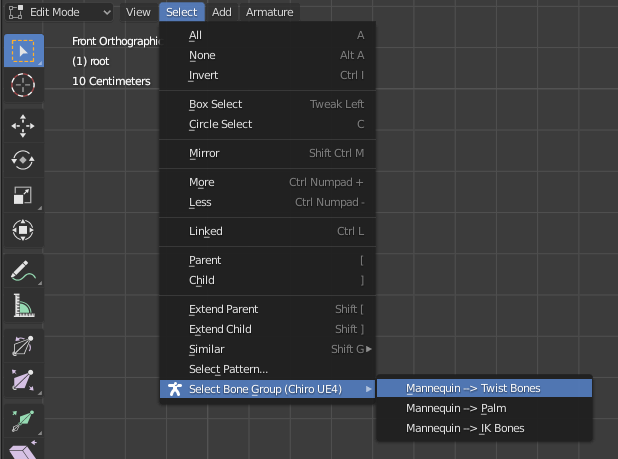 Edit Mode View Select Add Armature
Front Orthographic
(1) root
10 Centimeters
All A
None Alt A
Invert Ctrl I
Box Select Tweak Left
Circle Select C
Mirror Shift Ctrl M
More Ctrl Numpad +
Less Ctrl Numpad -
Linked Ctrl L
Parent [
Child ]
Extend Parent Shift [
Extend Child Shift ]
Similar Shift G
Select Pattern...
Select Bone Group (Chiro UE4)
Mannequin --> Twist Bones
Mannequin --> Palm
Mannequin --> IK Bones